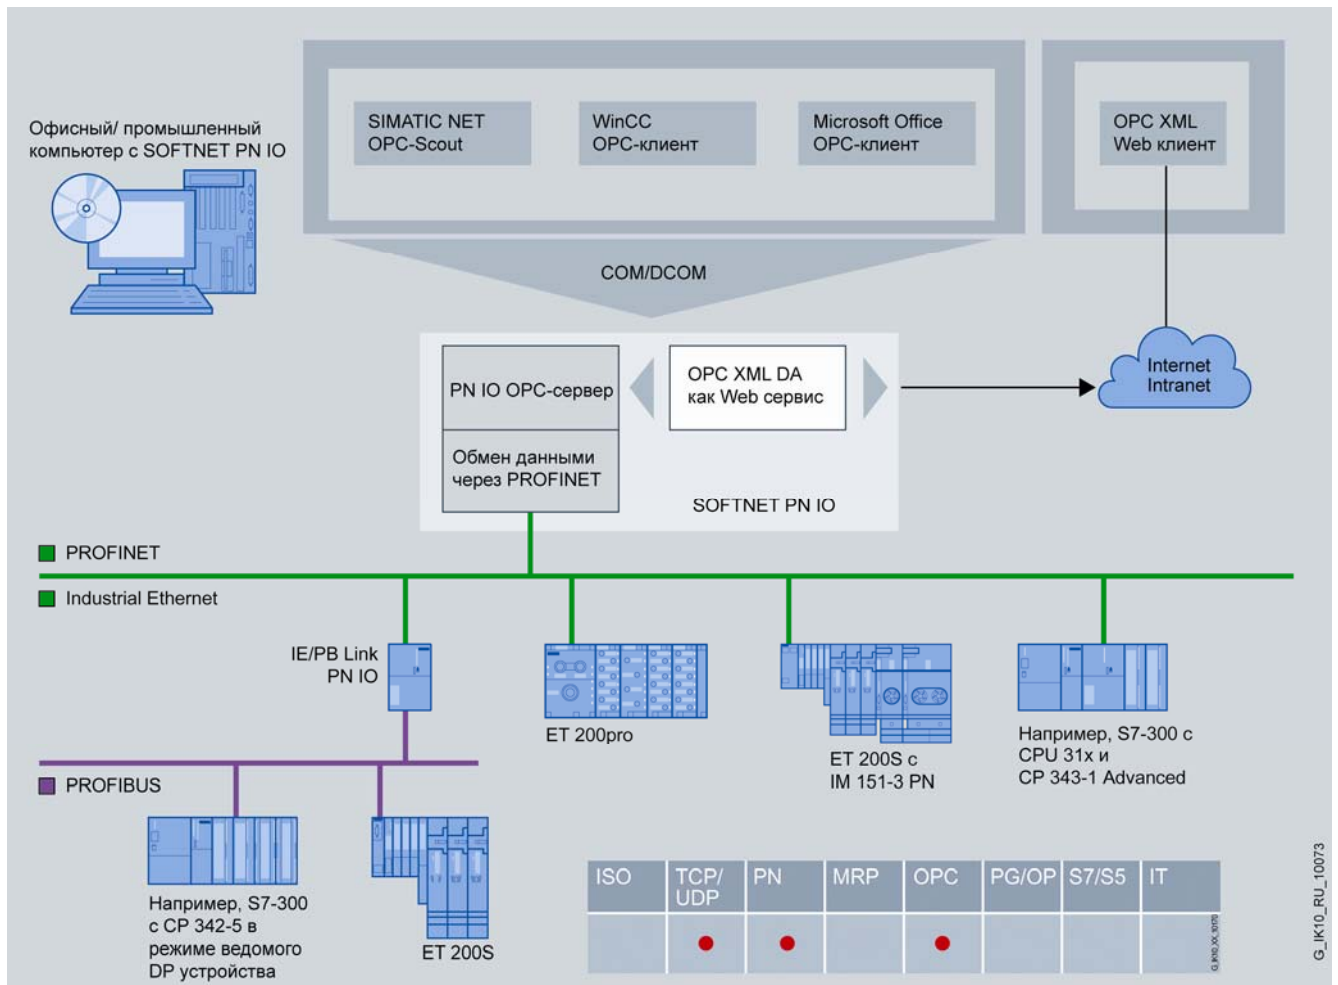 Офисный/ промышленный
компьютер с SOFTNET PN IO
SIMATIC NET
OPC-Scout
WinCC
OPC-клиент
Microsoft Office
OPC-клиент
OPC XML
Web клиент
COM/DCOM
PN IO OPC-сервер
OPC XML DA
как Web сервис
Internet
Intranet
Обмен данными
через PROFINET
SOFTNET PN IO
PROFINET
Industrial Ethernet
IE/PB Link
PN IO
ET 200pro
ET 200S с
IM 151-3 PN
Например, S7-300 с
CPU 31x и
CP 343-1 Advanced
PROFIBUS
Например, S7-300
с CP 342-5 в
режиме ведомого
DP устройства
ET 200S
ISO
TCP/
UDP
PN
MRP
OPC
PG/OP
S7/S5
IT
G_IK10_XX_10170
G_IK10_RU_10073